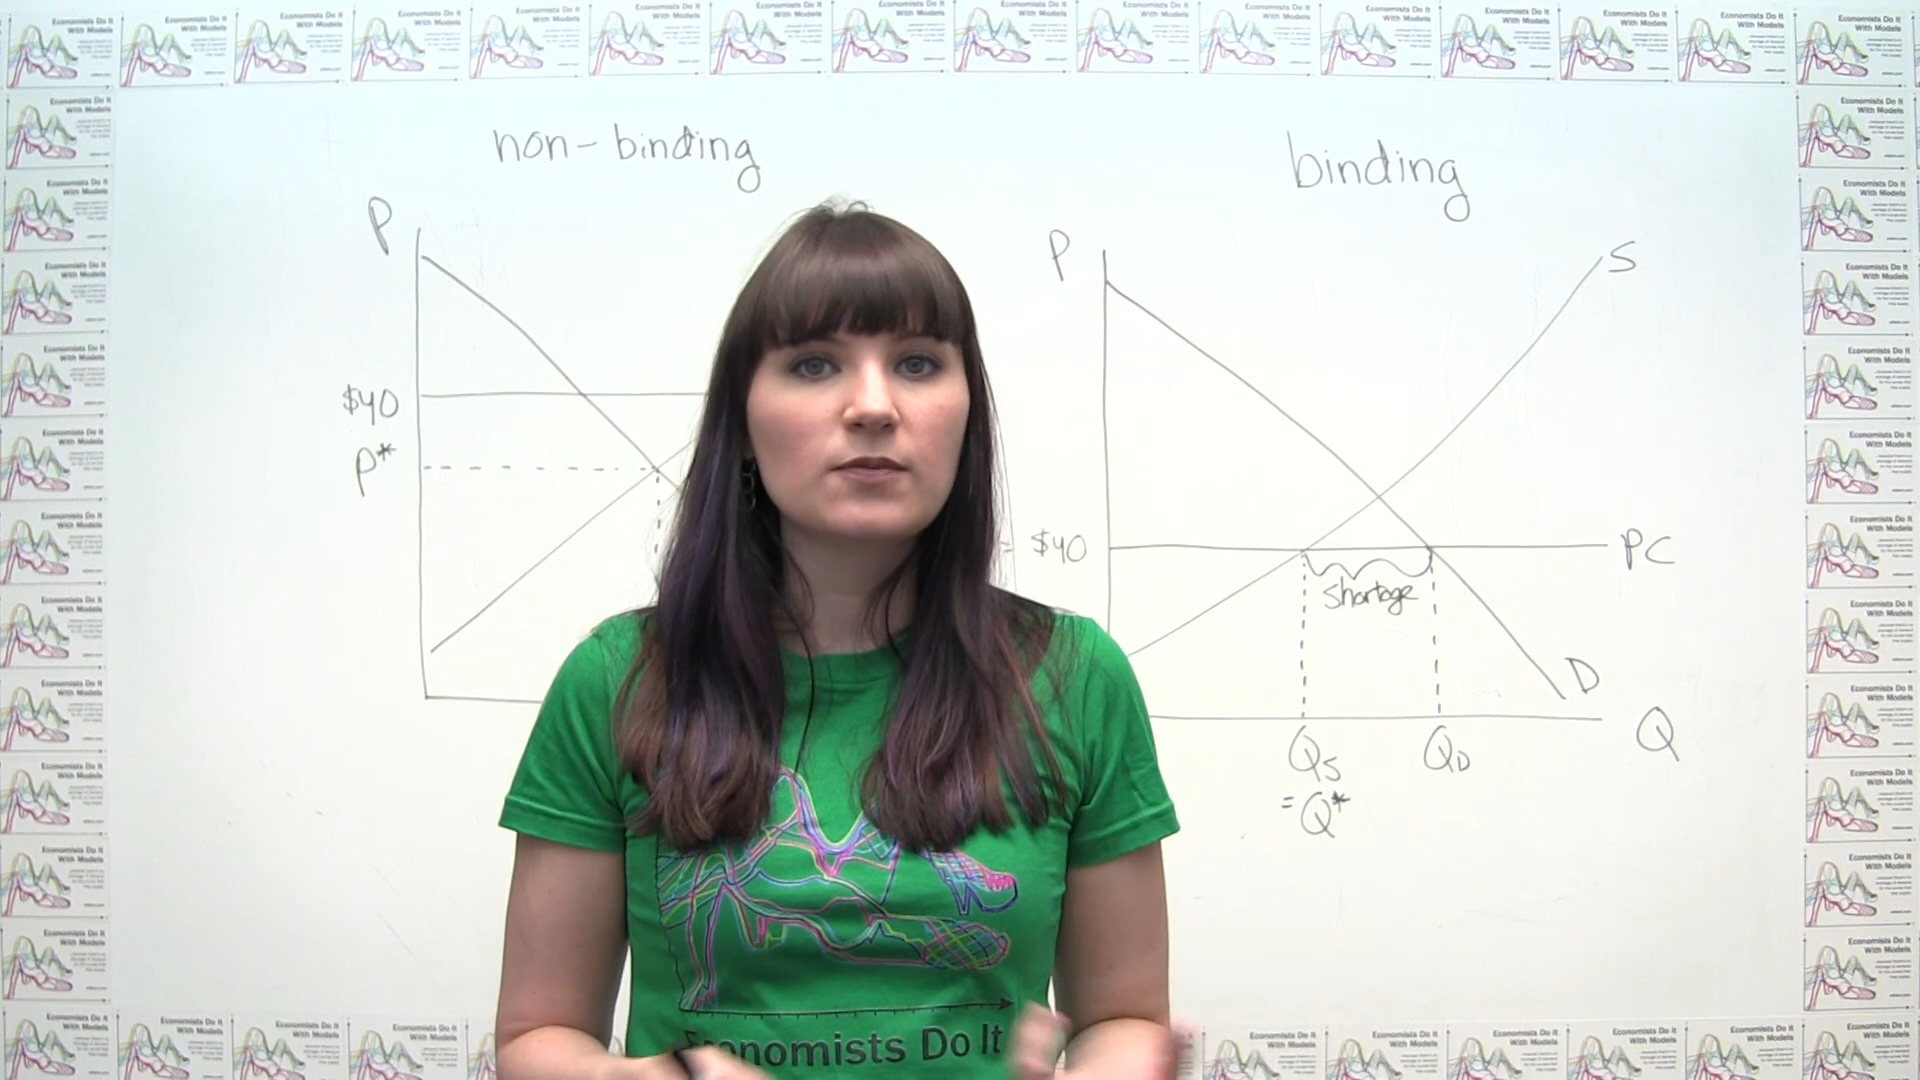 Economists Do It
With Models
non-binding
binding
P
$40
P*
P
S
= $40
PC
shortage
D
Q
QS
QD
= Q*
Economists Do It